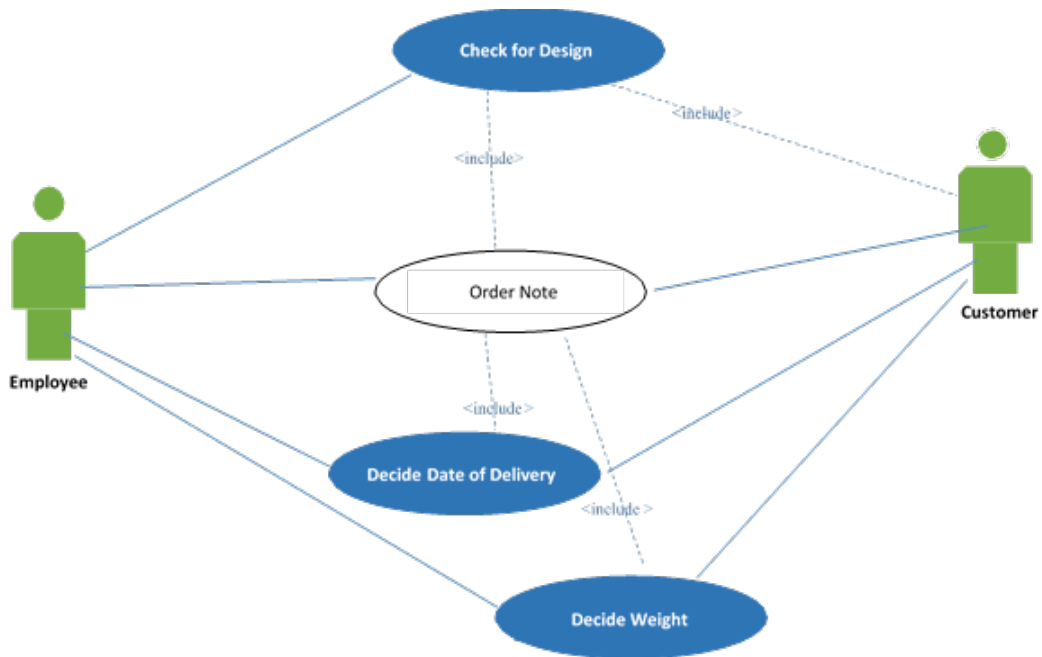 Check for Design
<include>
<include>
Order Note
Customer
Employee
<include>
Decide Date of Delivery
<include >
Decide Weight